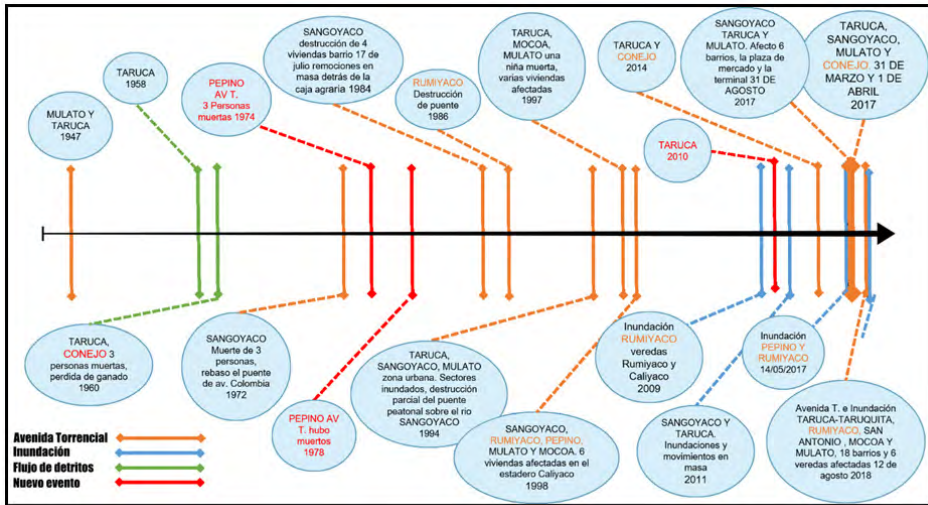 MULATO Y
TARUCA
1947
TARUCA
1958
PEPINO
AV T.
3 Personas
muertas 1974
SANGOYACO
destrucción de 4
viviendas barrio 17 de
julio remociones en
masa detrás de la
caja agraria 1984
RUMIYACO
Destrucción
de puente
1986
TARUCA,
MOCOA,
MULATO una
niña muerta,
varias viviendas
afectadas
1997
TARUCA Y
CONEJO
2014
SANGOYACO
TARUCA Y
MULATO. Afecto 6
barrios, la plaza de
mercado y la
terminal 31 DE
AGOSTO
2017
TARUCA,
SANGOYACO,
MULATO Y
CONEJO. 31 DE
MARZO Y 1 DE
ABRIL
2017
TARUCA
2010
TARUCA,
CONEJO 3
personas muertas,
perdida de ganado
1960
SANGOYACO
Muerte de 3
personas,
rebaso el puente
de av. Colombia
1972
PEPINO AV
T. hubo
muertos
1978
TARUCA,
SANGOYACO, MULATO
zona urbana. Sectores
inundados, destrucción
parcial del puente
peatonal sobre el rio
SANGOYACO
1994
SANGOYACO,
RUMIYACO, PEPINO,
MULATO Y MOCOA. 6
viviendas afectadas en el
estadero Caliyaco
1998
Inundación
RUMIYACO
veredas
Rumiyaco y
Caliyaco
2009
SANGOYACO Y
TARUCA.
Inundaciones y
movimientos en
masa
2011
Inundación
PEPINO Y
RUMIYACO
14/05/2017
Avenida T. e Inundación
TARUCA-TARUQUITA,
RUMIYACO, SAN
ANTONIO , MOCOA Y
MULATO, 18 barrios y 6
veredas afectadas 12 de
agosto 2018
Avenida Torrencial
Inundación
Flujo de detritos
Nuevo evento